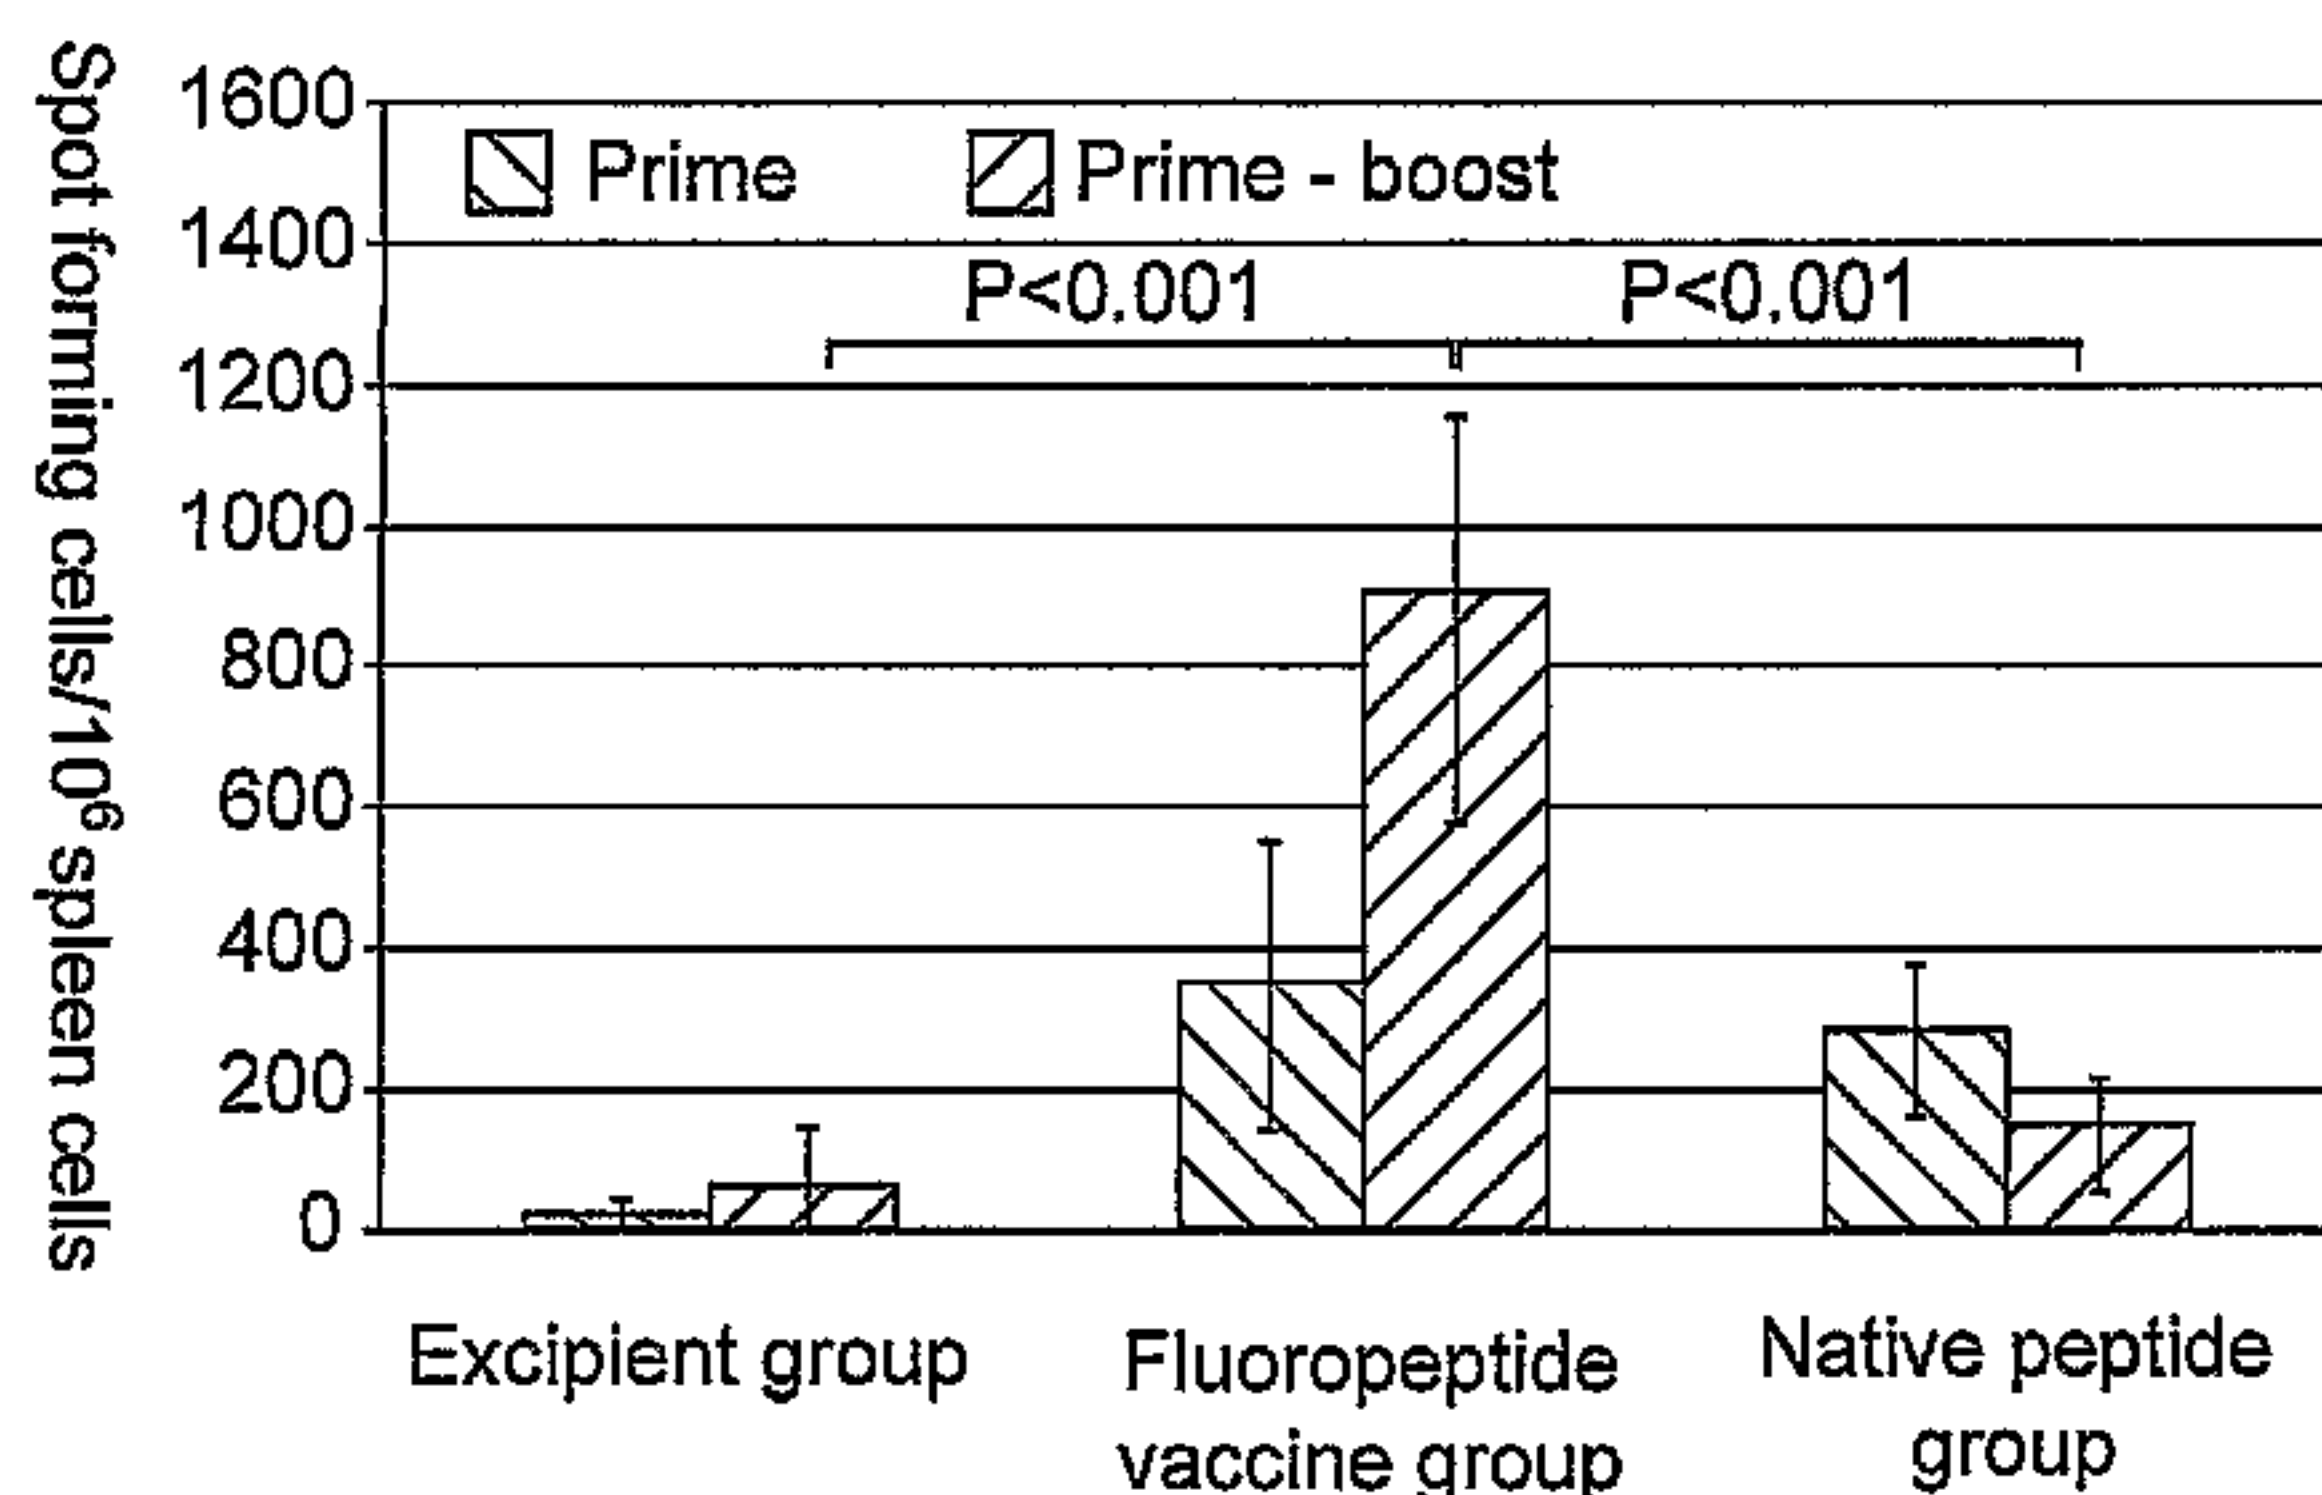 Spot forming cells/10⁶ spleen cells
1600
1400
1200
1000
800
600
400
200
0
Prime
Prime - boost
P<0.001
P<0.001
Excipient group
Fluoropeptide
vaccine group
Native peptide
group